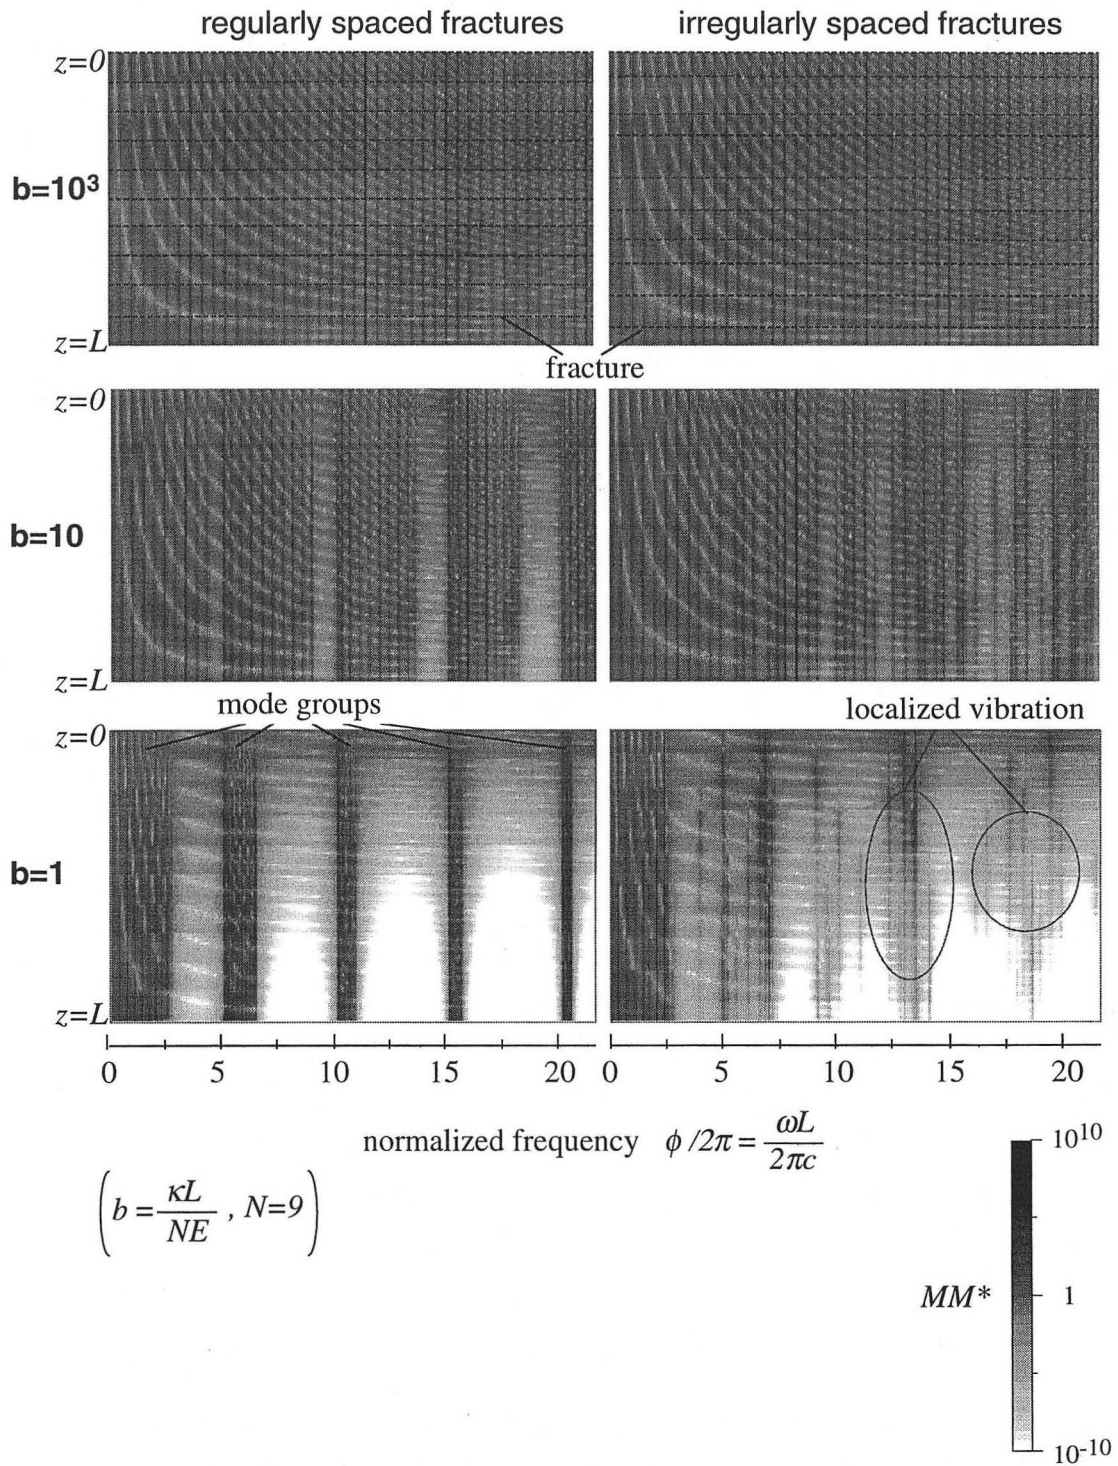 regularly spaced fractures irregularly spaced fractures
z=0
b=10³
z=L
fracture
z=0
b=10
z=L
mode groups localized vibration
z=0
b=1
z=L
0 5 10 15 20 0 5 10 15 20
normalized frequency ϕ/2π = ωL / 2πc
(b = κL / NE , N=9)
10¹⁰
MM* 1
10⁻¹⁰